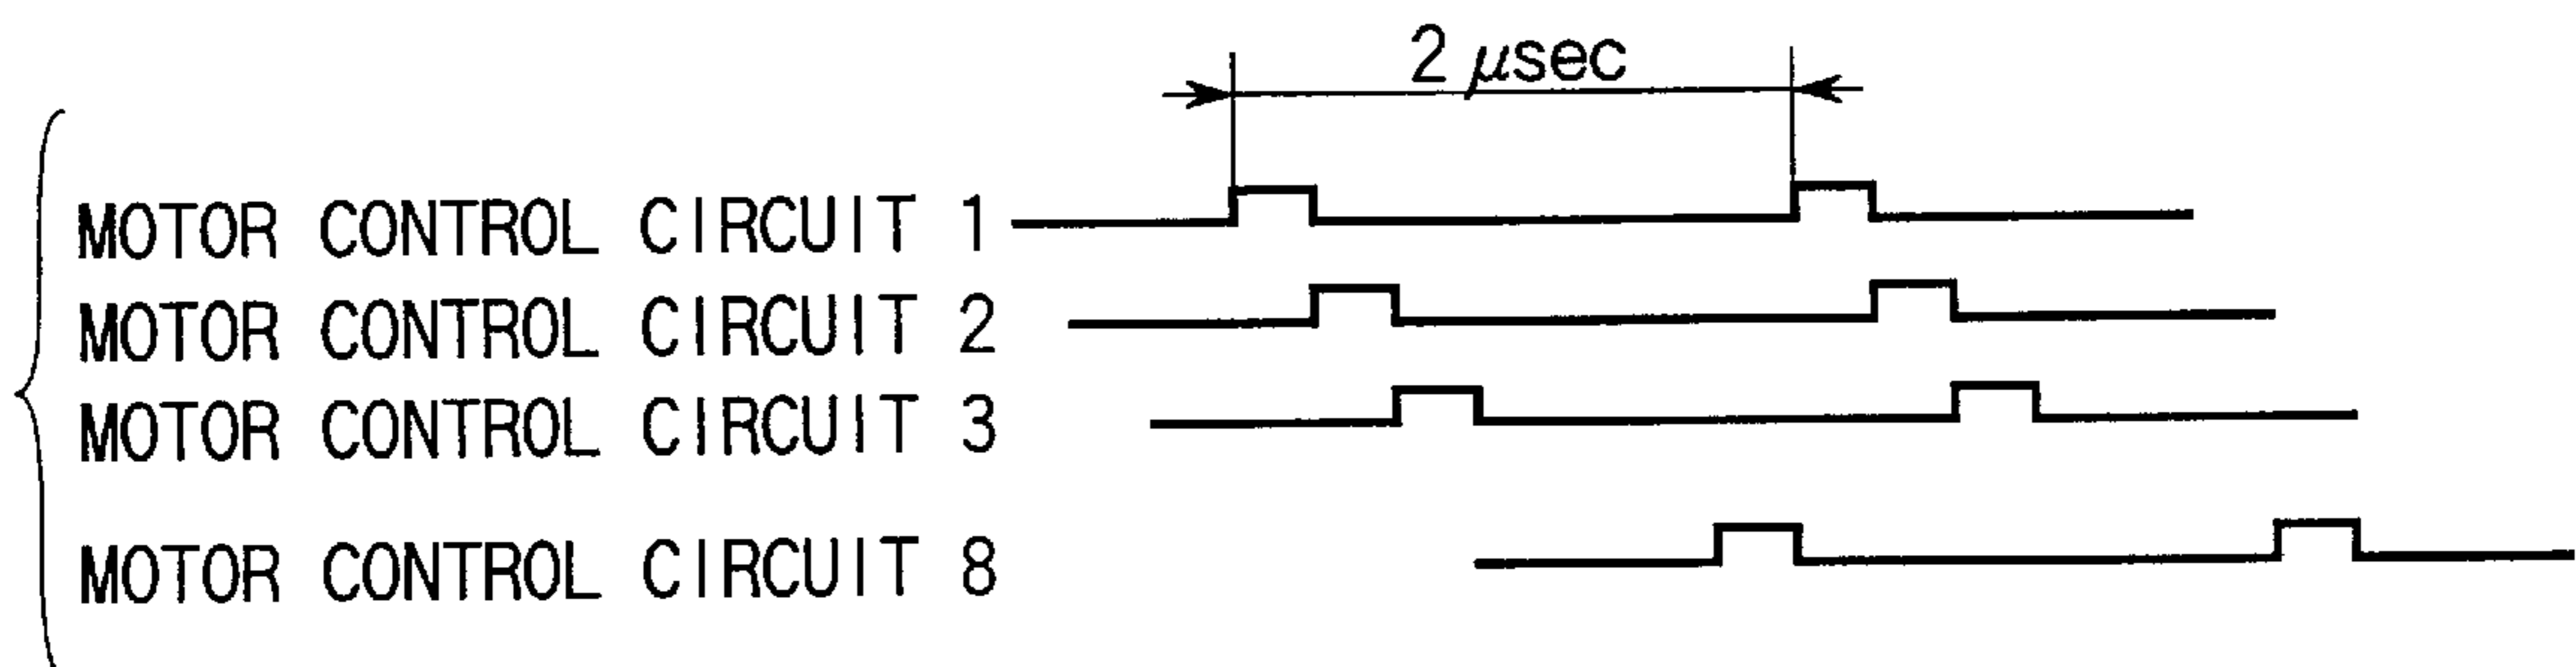 2 μsec
MOTOR CONTROL CIRCUIT 1
MOTOR CONTROL CIRCUIT 2
MOTOR CONTROL CIRCUIT 3
MOTOR CONTROL CIRCUIT 8